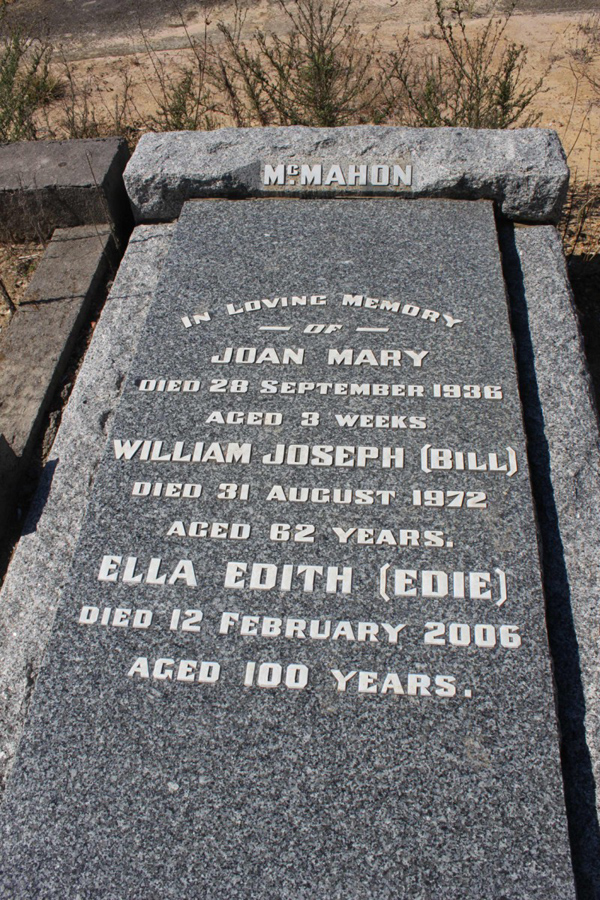 McMAHON
IN LOVING MEMORY
— OF —
JOAN MARY
DIED 28 SEPTEMBER 1936
AGED 3 WEEKS
WILLIAM JOSEPH (BILL)
DIED 31 AUGUST 1972
AGED 62 YEARS.
ELLA EDITH (EDIE)
DIED 12 FEBRUARY 2006
AGED 100 YEARS.